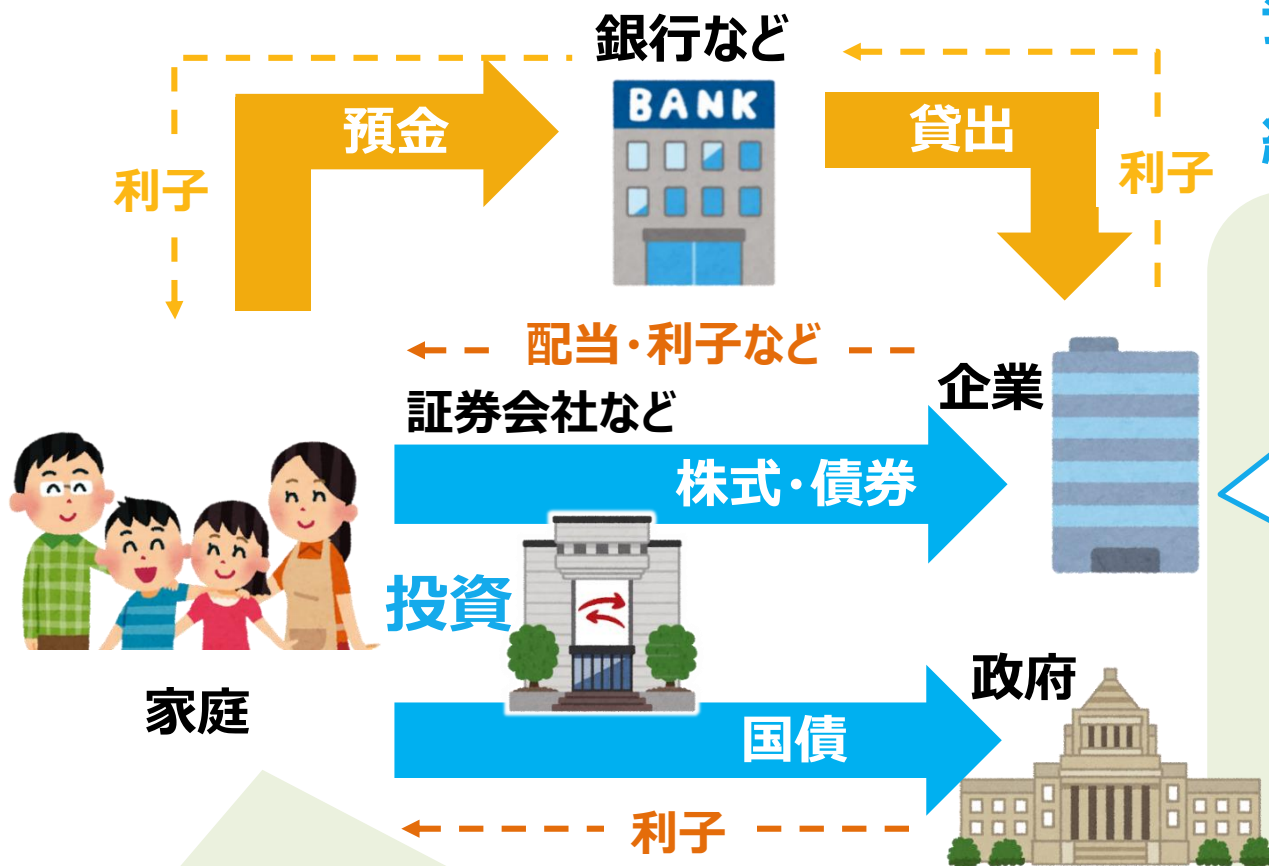 銀行など
BANK
預金
貸出
利子
利子
配当・利子など
企業
証券会社など
株式・債券
投資
政府
家庭
国債
利子